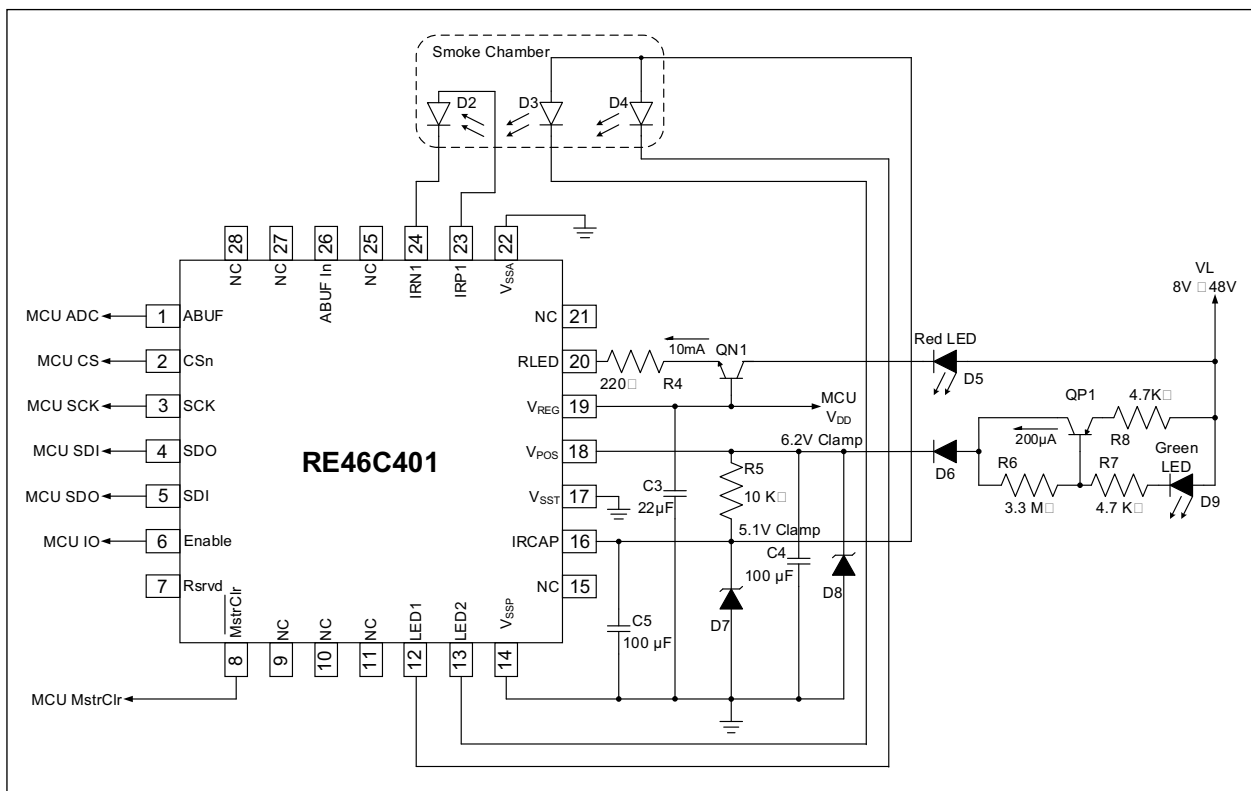 Smoke Chamber
D2
D3
D4
28
27
26
25
24
23
22
NC
NC
ABUF In
NC
IRN1
IRP1
VSSA
VL
8V □ 48V
MCU ADC
1
ABUF
NC
21
MCU CS
2
CSn
RLED
20
220□
R4
10mA
QN1
Red LED
D5
MCU SCK
3
SCK
VREG
19
MCU
VDD
QP1
4.7K□
R8
200µA
MCU SDI
4
SDO
RE46C401
VPOS
18
6.2V Clamp
D6
R6
3.3 M□
R7
4.7 K□
Green
LED
D9
MCU SDO
5
SDI
VSST
17
C3
22µF
R5
10 K□
MCU IO
6
Enable
IRCAP
16
5.1V Clamp
C4
100 µF
D8
7
Rsrvd
NC
15
D7
C5
100 µF
MstrClr
NC
NC
NC
LED1
LED2
VSSP
8
9
10
11
12
13
14
MCU MstrClr